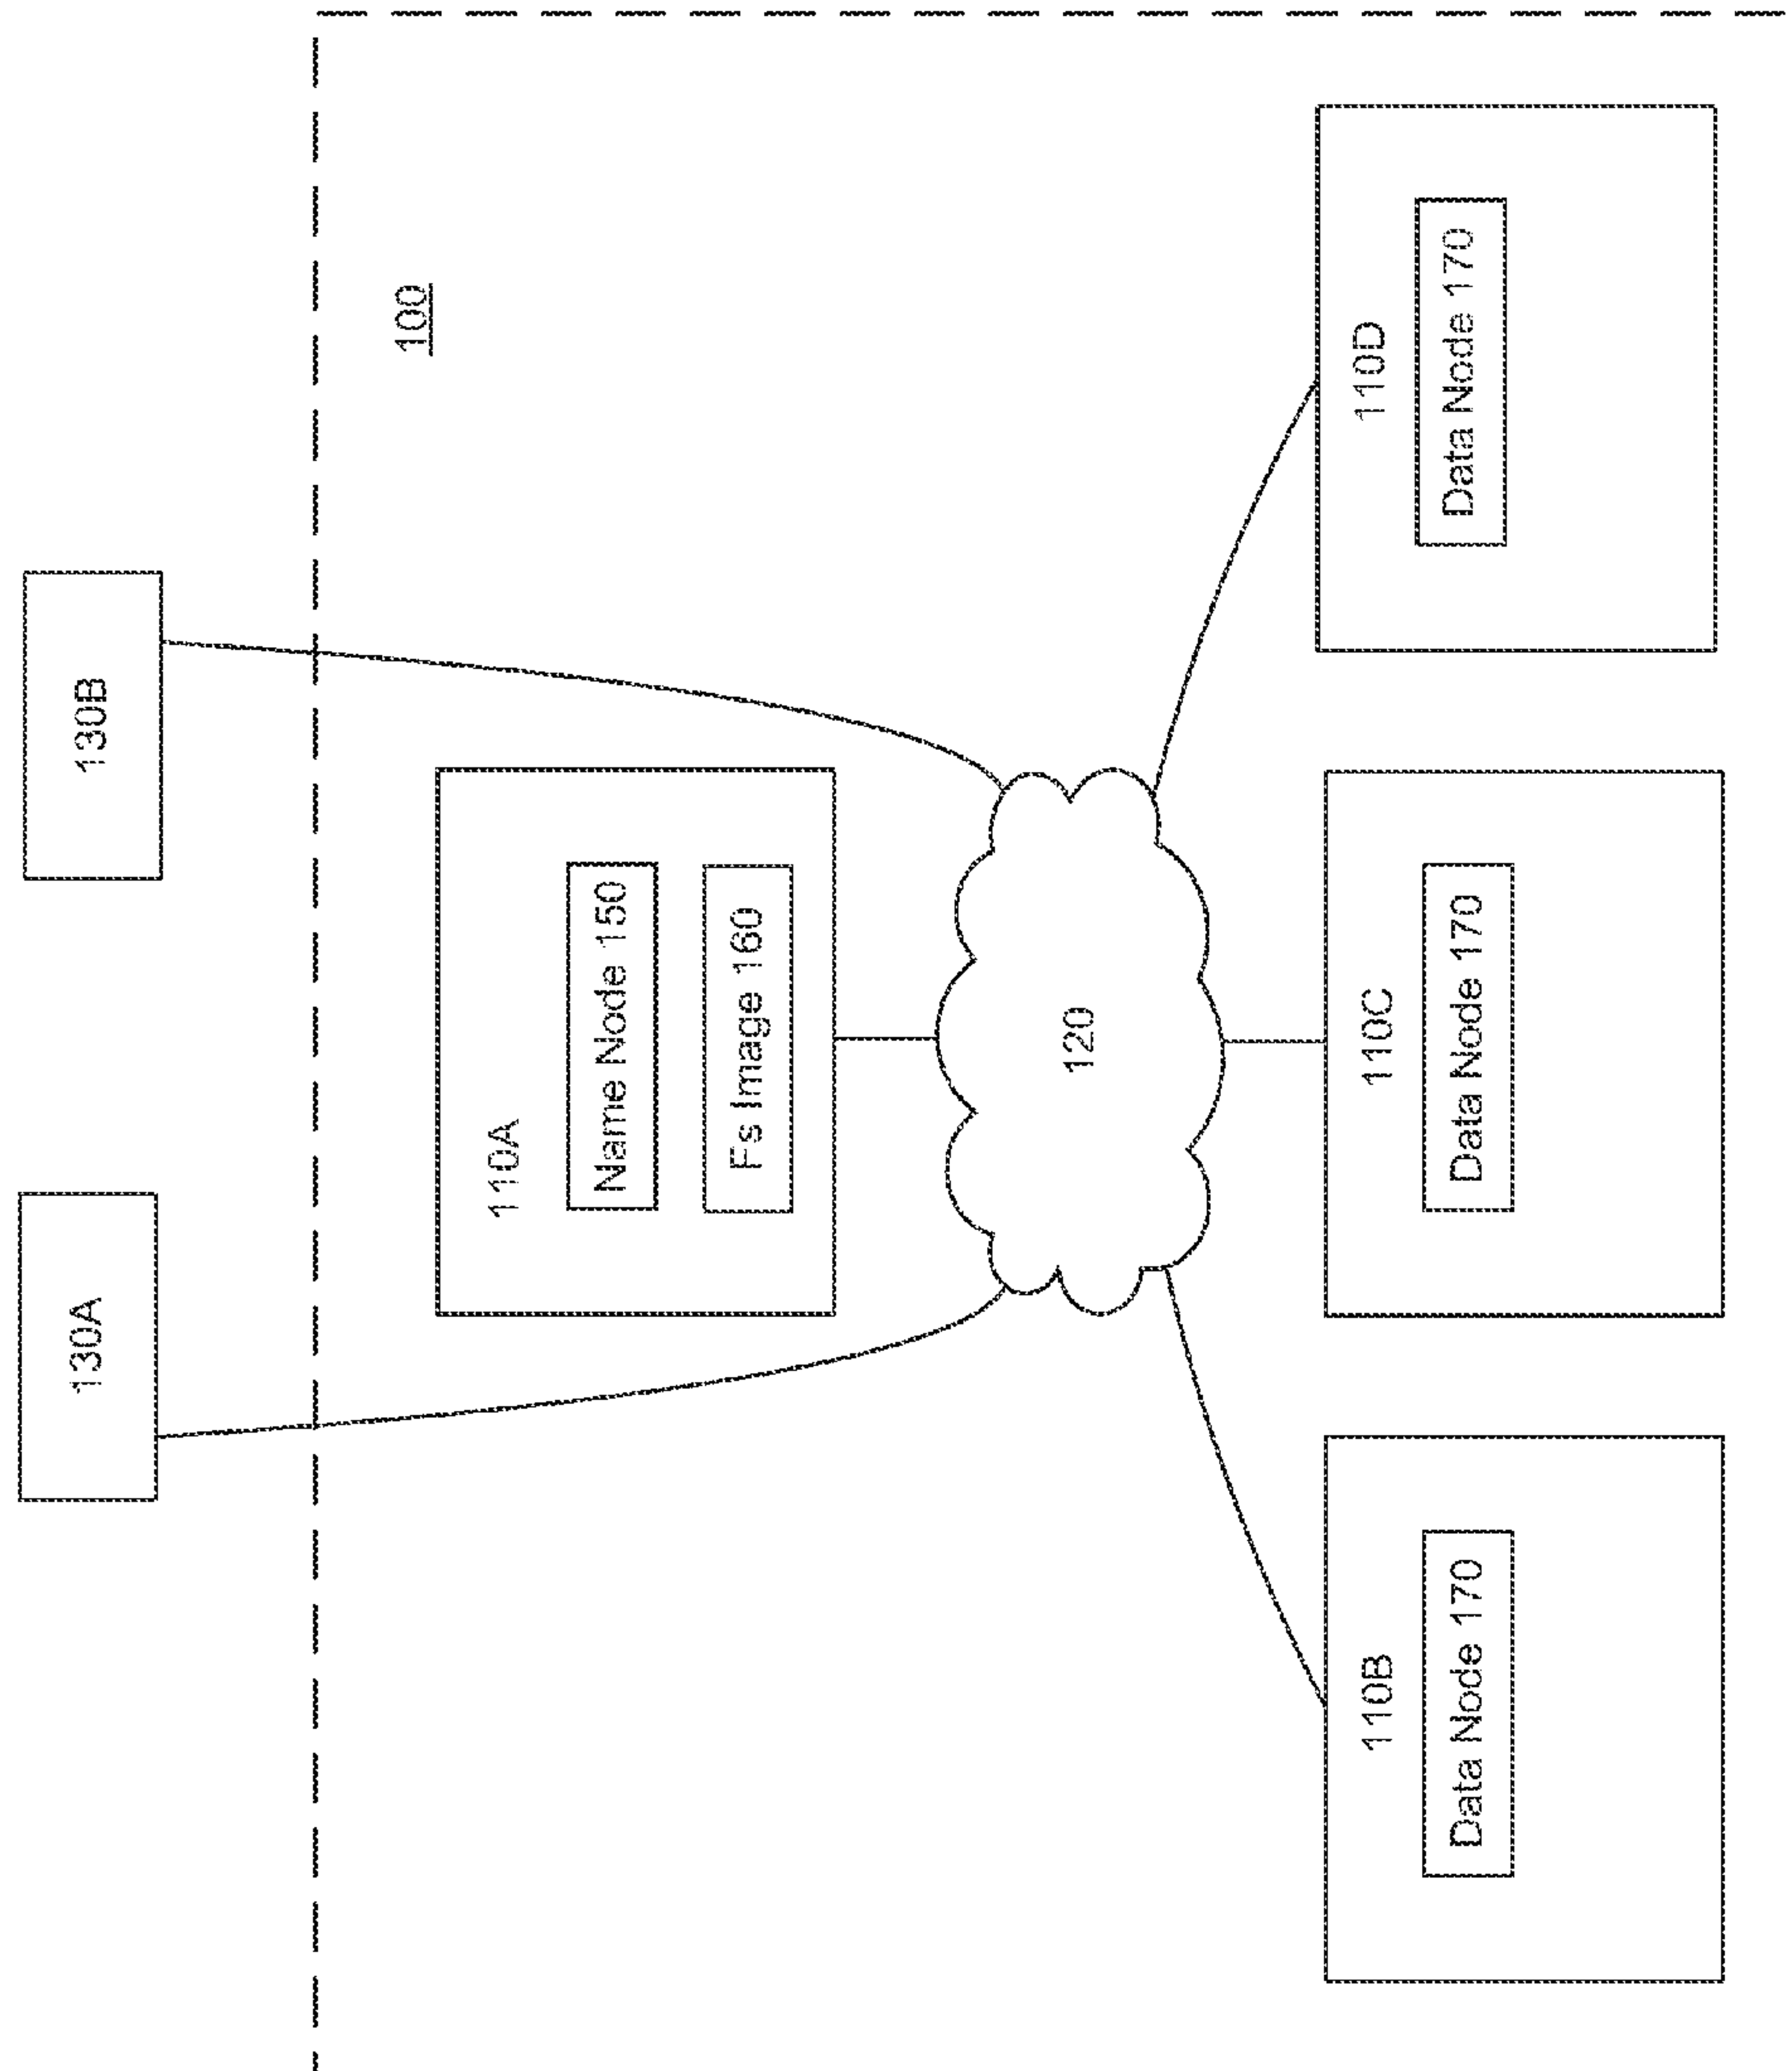 130A
130B
100
110A
Name Node 150
Fs Image 160
120
110B
Data Node 170
110C
Data Node 170
110D
Data Node 170